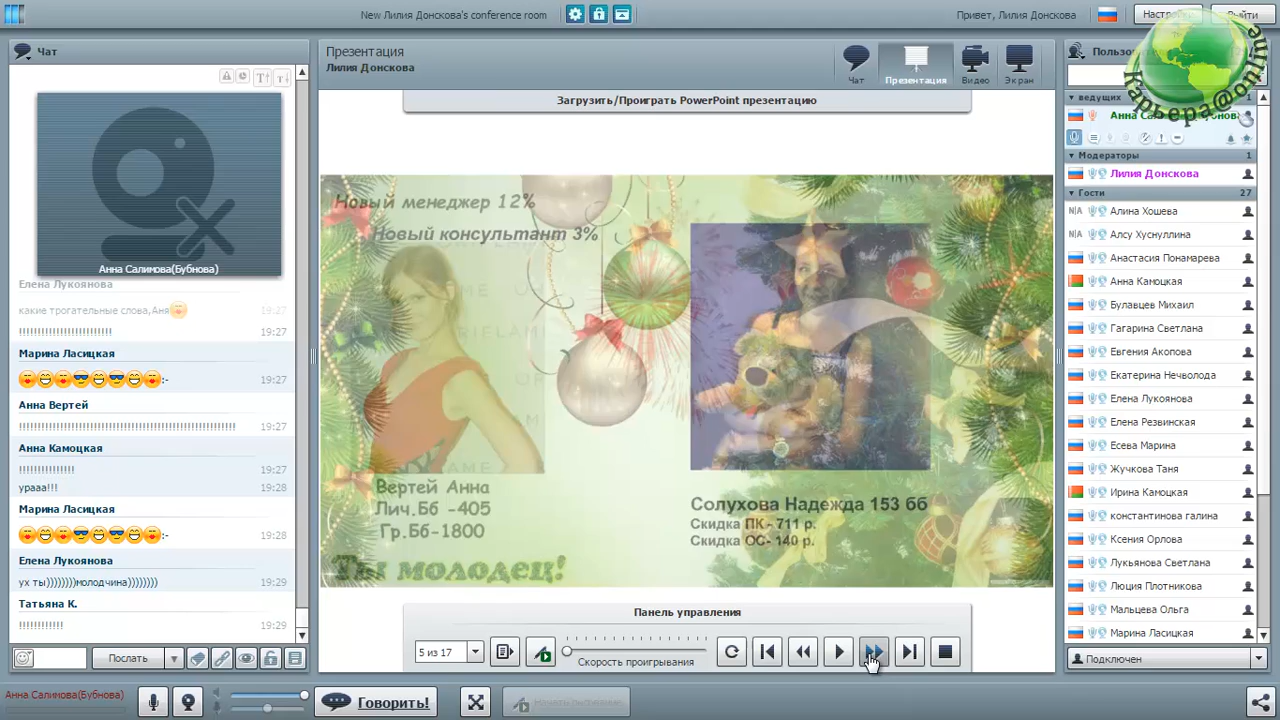 New Лилия Донскова's conference room
Привет, Лилия Донскова
Настройки
Выйти
Чат
Анна Салимова(Бубнова)
Елена Лукоянова
какие трогательные слова,Аня 19:27
!!!!!!!!!!!!!!!!!!!!!!!! 19:27
Марина Ласицкая
:- 19:27
Анна Вертей
19:27
Анна Камоцкая
!!!!!!!!!!!!!! 19:27
урааа!!! 19:28
Марина Ласицкая
:- 19:28
Елена Лукоянова
ух ты))))))))молодчина)))))))) 19:29
Татьяна К.
!!!!!!!!!!! 19:29
Послать
Анна Салимова(Бубнова)
Говорить!
Презентация
Лилия Донскова
Чат
Презентация
Видео
Экран
Загрузить/Проиграть PowerPoint презентацию
Новый менеджер 12%
Новый консультант 3%
Вертей Анна
Лич.Бб -405
Гр.Бб-1800
Ты молодец!
Солухова Надежда 153 бб
Скидка ПК- 711 р.
Скидка ОС- 140 р.
Панель управления
5 из 17
Скорость проигрывания
Карьера@online
ведущих 1
Модераторы 1
Лилия Донскова
Гости 27
N/A Алина Хошева
N/A Алсу Хуснуллина
Анастасия Понамарева
Анна Камоцкая
Булавцев Михаил
Гагарина Светлана
Евгения Акопова
Екатерина Нечволода
Елена Лукоянова
Елена Резвинская
Есева Марина
Жучкова Таня
Ирина Камоцкая
константинова галина
Ксения Орлова
Лукьянова Светлана
Люция Плотникова
Мальцева Ольга
Марина Ласицкая
Подключен